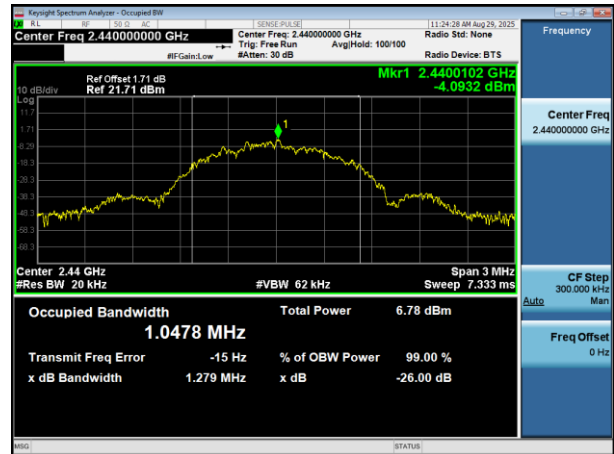 Keysight Spectrum Analyzer - Occupied BW
RL RF 50 Ω AC SENSE:PULSE 11:24:28 AM Aug 29, 2025
Center Freq 2.440000000 GHz Center Freq: 2.440000000 GHz Radio Std: None
Trig: Free Run Avg|Hold: 100/100
#IFGain:Low #Atten: 30 dB Radio Device: BTS
Frequency
Mkr1 2.4400102 GHz
-4.0932 dBm
Ref Offset 1.71 dB
10 dB/div Ref 21.71 dBm
Log
11.7
1.71
-8.29
-18.3
-28.3
-38.3
-48.3
-58.3
-68.3
1
Center 2.44 GHz Span 3 MHz
#Res BW 20 kHz #VBW 62 kHz Sweep 7.333 ms
Occupied Bandwidth Total Power 6.78 dBm
1.0478 MHz
Transmit Freq Error -15 Hz % of OBW Power 99.00 %
x dB Bandwidth 1.279 MHz x dB -26.00 dB
Center Freq
2.440000000 GHz
CF Step
300.000 kHz
Auto Man
Freq Offset
0 Hz
MSG STATUS